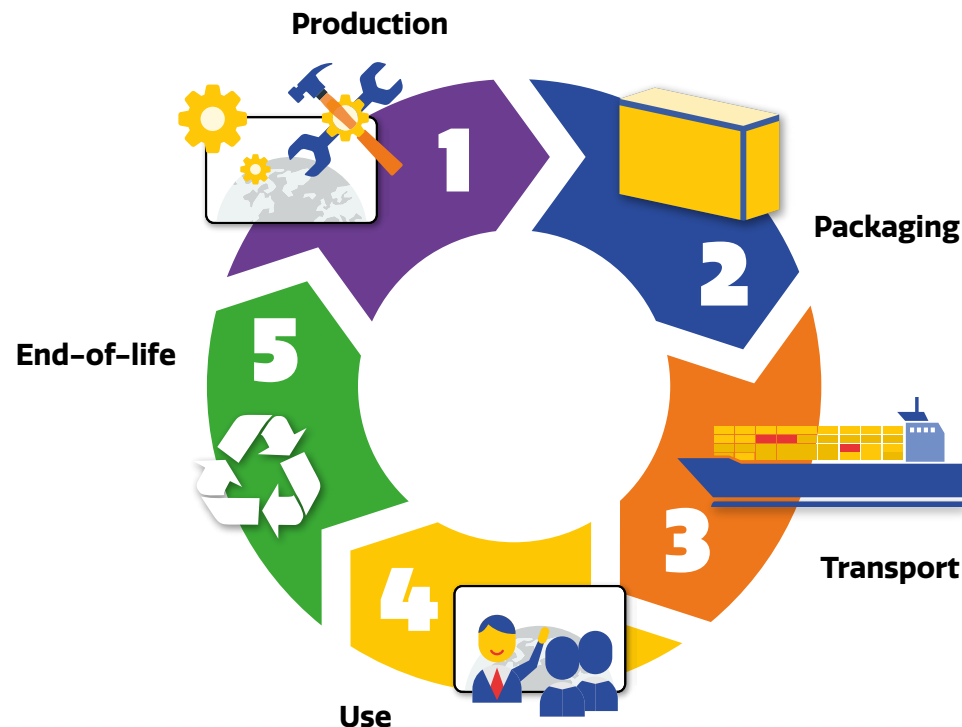 Production
1
2
Packaging
3
Transport
4
Use
5
End-of-life